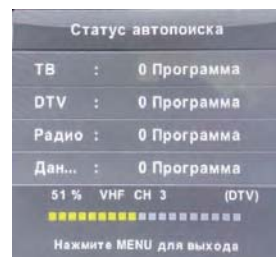 Статус автопоиска
ТВ : 0 Программа
DTV : 0 Программа
Радио : 0 Программа
Дан... : 0 Программа
51 % VHF CH 3 (DTV)
Нажмите MENU для выхода